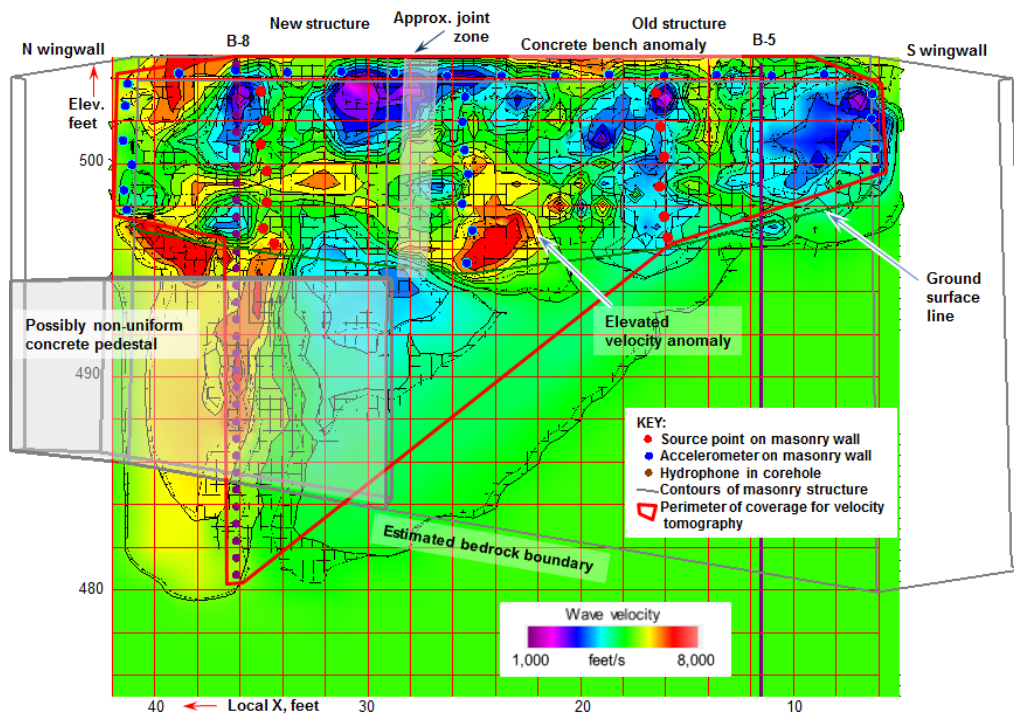 New structure
Approx. joint
zone
Old structure
N wingwall
B-8
Concrete bench anomaly
B-5
S wingwall
Elev.
feet
500
Ground
surface
line
Possibly non-uniform
concrete pedestal
Elevated
velocity anomaly
490
KEY:
Source point on masonry wall
Accelerometer on masonry wall
Hydrophone in corehole
Contours of masonry structure
Perimeter of coverage for velocity
tomography
Estimated bedrock boundary
480
Wave velocity
1,000 feet/s 8,000
40 Local X, feet 30 20 10